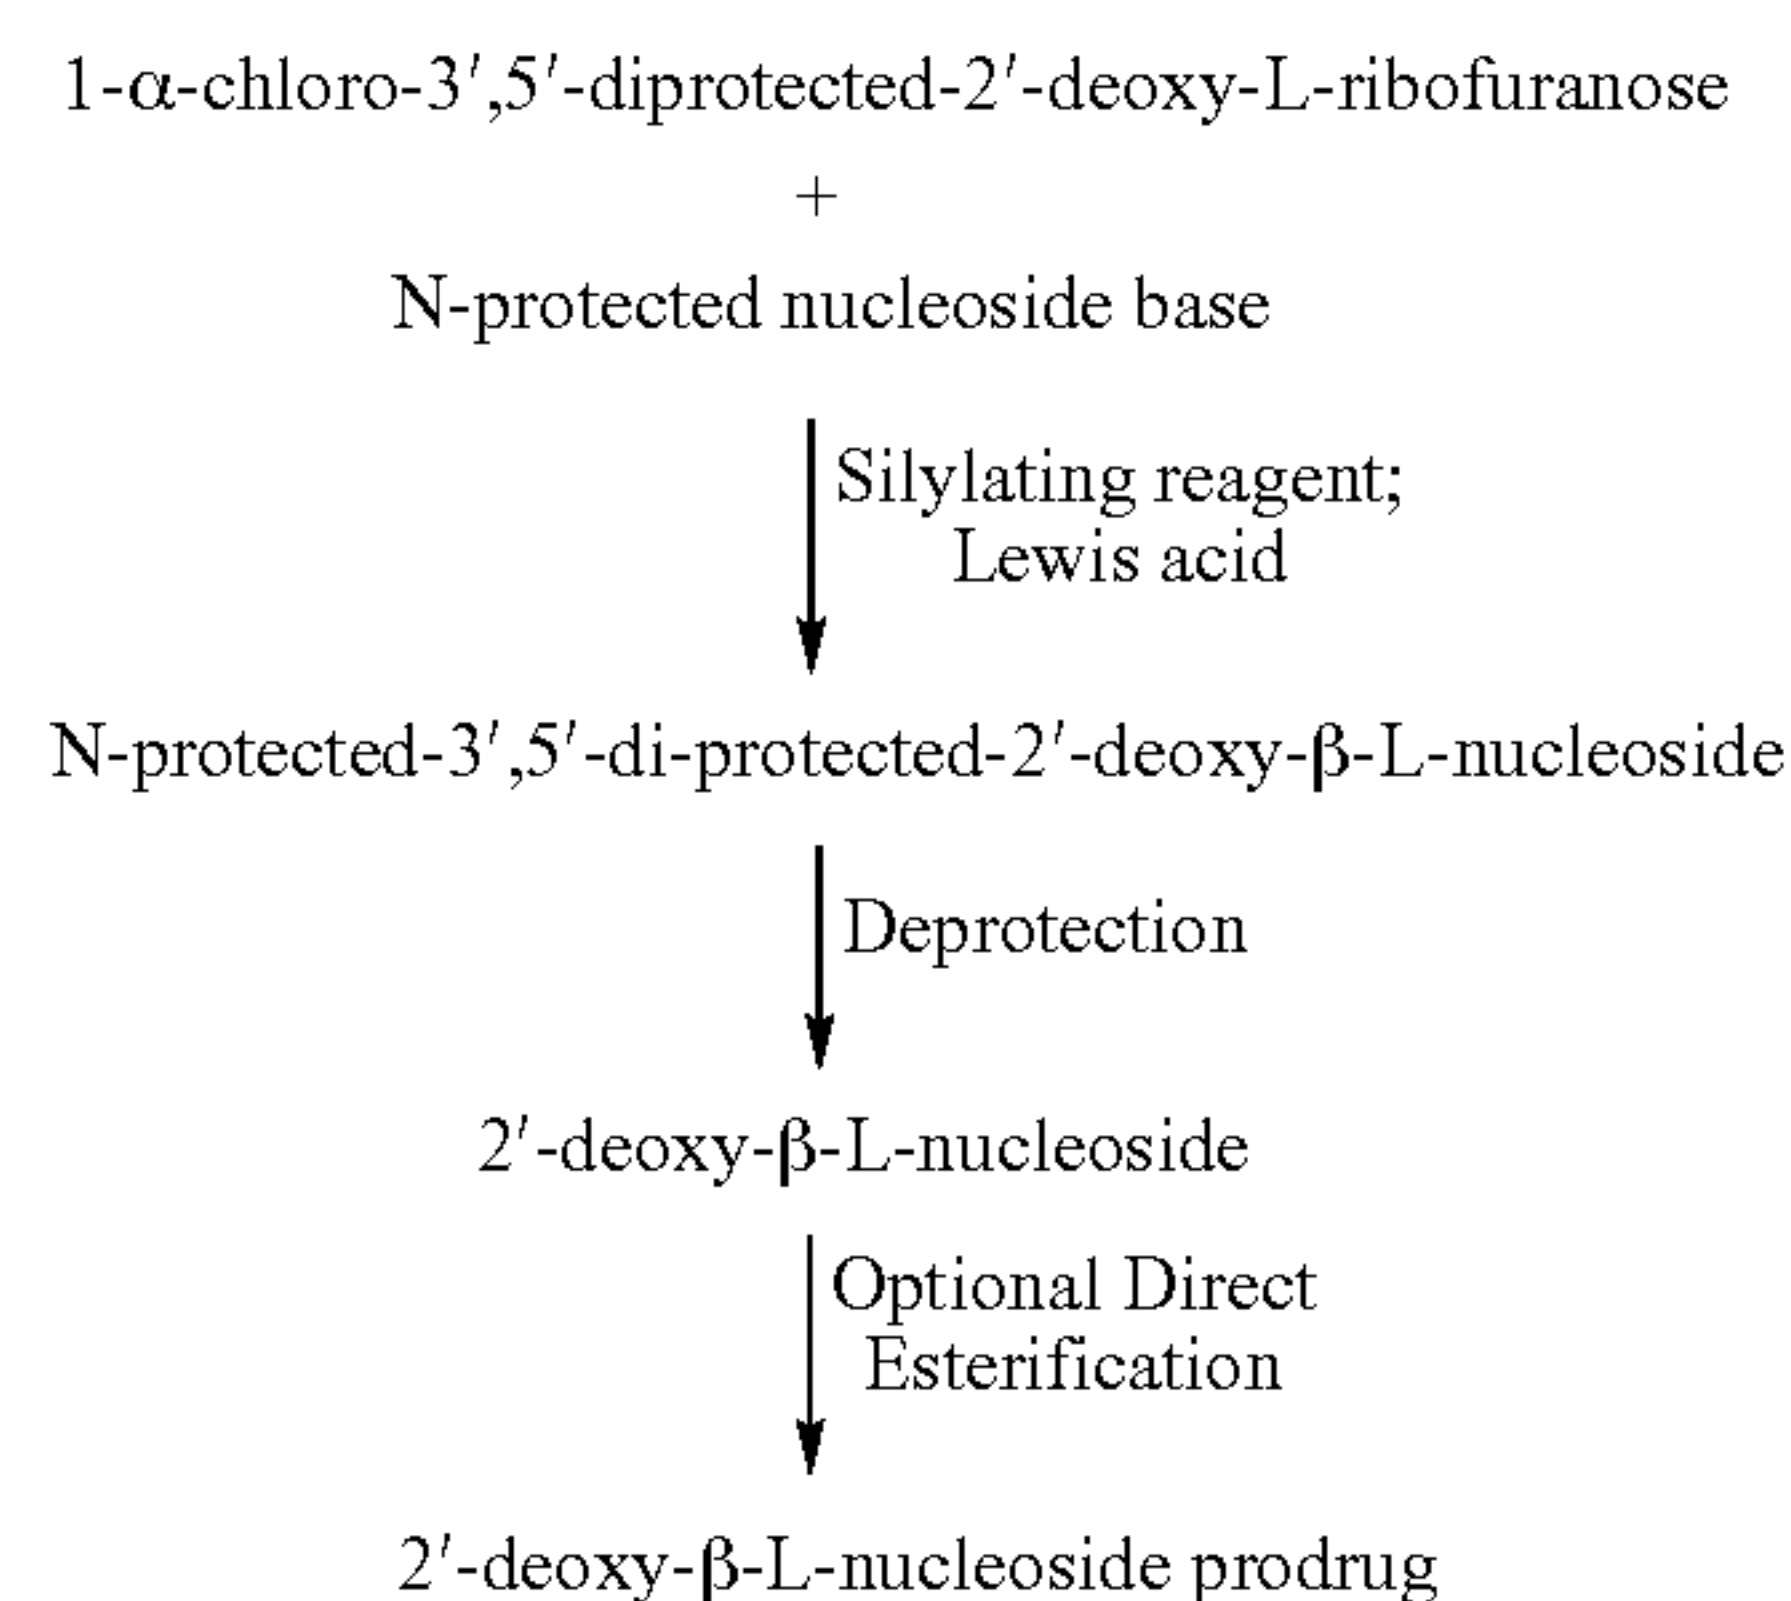 1-α-chloro-3′,5′-diprotected-2′-deoxy-L-ribofuranose
+
N-protected nucleoside base
Silylating reagent;
Lewis acid
N-protected-3′,5′-di-protected-2′-deoxy-β-L-nucleoside
Deprotection
2′-deoxy-β-L-nucleoside
Optional Direct
Esterification
2′-deoxy-β-L-nucleoside prodrug